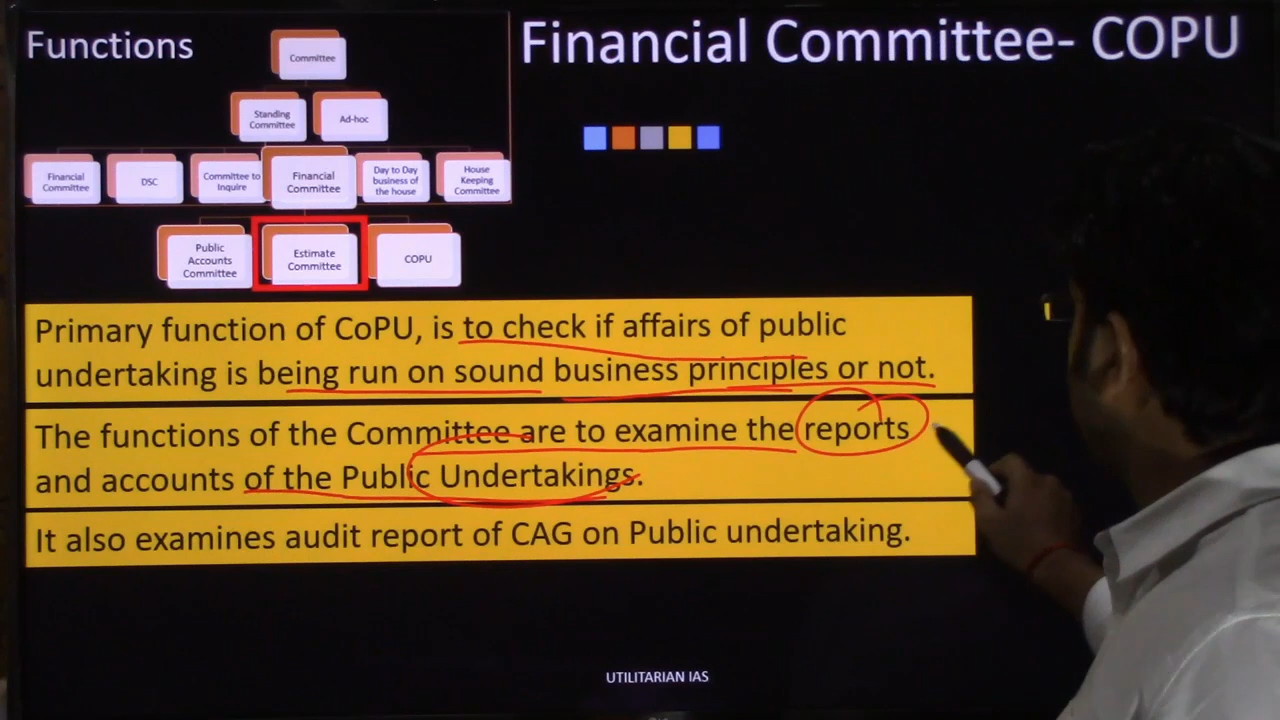 Functions
Financial Committee- COPU
Committee
Standing
Committee
Ad-hoc
Financial
Committee
DSC
Committee to
Inquire
Financial
Committee
Day to Day
business of
the house
House
Keeping
Committee
Public
Accounts
Committee
Estimate
Committee
COPU
Primary function of CoPU, is to check if affairs of public
undertaking is being run on sound business principles or not.
The functions of the Committee are to examine the reports
and accounts of the Public Undertakings.
It also examines audit report of CAG on Public undertaking.
UTILITARIAN IAS